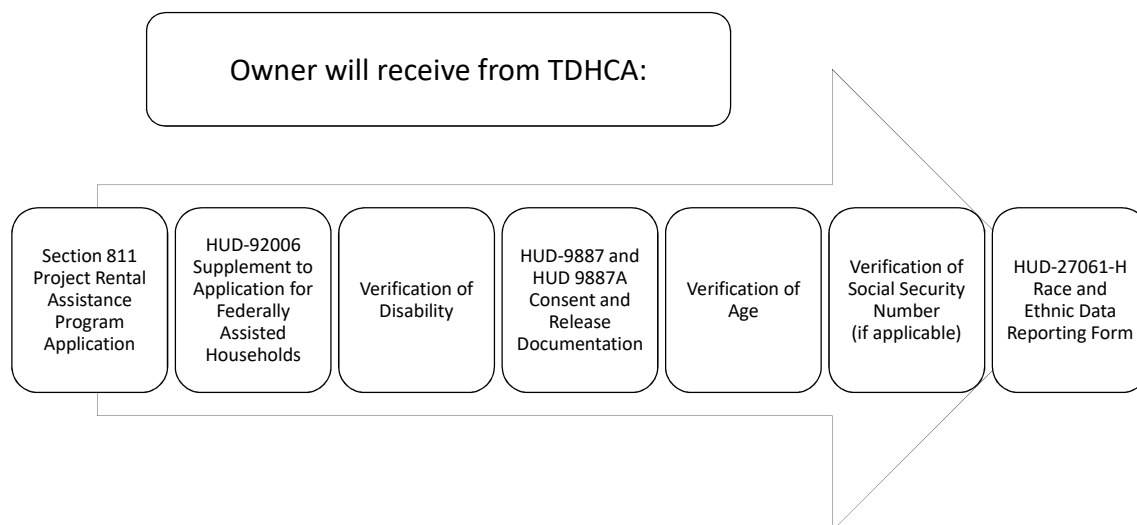 Owner will receive from TDHCA:
Section 811
Project Rental
Assistance
Program
Application
HUD-92006
Supplement to
Application for
Federally
Assisted
Households
Verification of
Disability
HUD-9887 and
HUD 9887A
Consent and
Release
Documentation
Verification of
Age
Verification of
Social Security
Number
(if applicable)
HUD-27061-H
Race and
Ethnic Data
Reporting Form